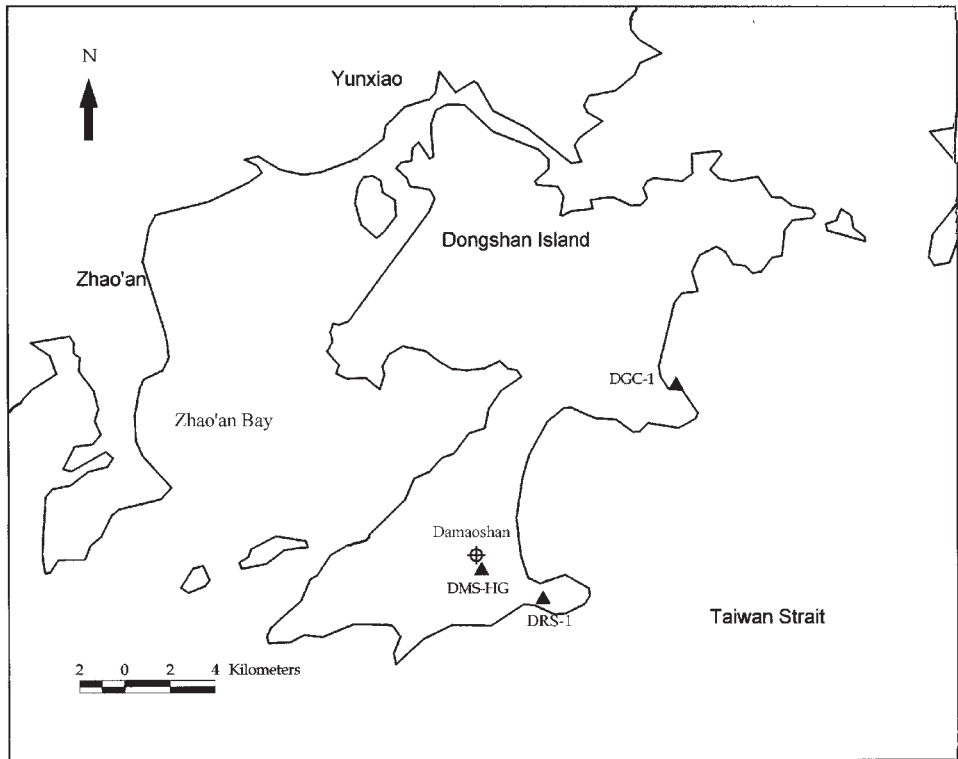 N
Yunxiao
Dongshan Island
Zhao'an
DGC-1
Zhao'an Bay
Damaoshan
DMS-HG
DRS-1
Taiwan Strait
2 0 2 4 Kilometers